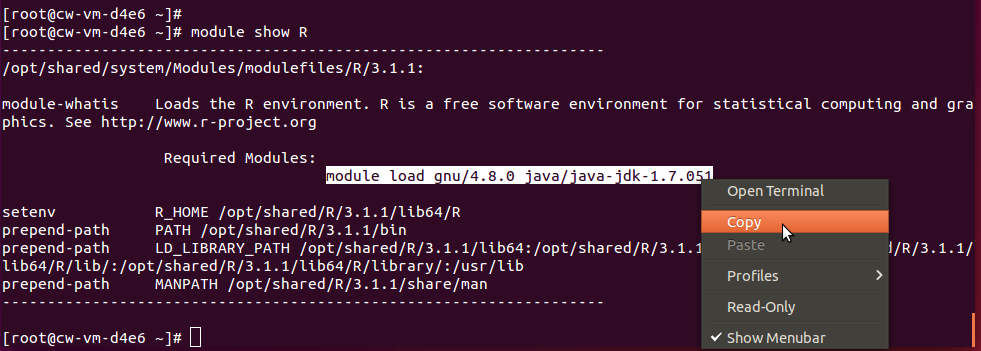 [root@cw-vm-d4e6 ~]#
[root@cw-vm-d4e6 ~]# module show R
-------------------------------------------------------------------
/opt/shared/system/Modules/modulefiles/R/3.1.1:
module-whatis    Loads the R environment. R is a free software environment for statistical computing and gra
phics. See http://www.r-project.org
Required Modules:
module load gnu/4.8.0 java/java-jdk-1.7.051
setenv           R_HOME /opt/shared/R/3.1.1/lib64/R
prepend-path     PATH /opt/shared/R/3.1.1/bin
prepend-path     LD_LIBRARY_PATH /opt/shared/R/3.1.1/lib64:/opt/shared/R/3.1.1 /R/3.1.1/
lib64/R/lib/:/opt/shared/R/3.1.1/lib64/R/library/:/usr/lib
prepend-path     MANPATH /opt/shared/R/3.1.1/share/man
-------------------------------------------------------------------
[root@cw-vm-d4e6 ~]#
Open Terminal
Copy
Paste
Profiles
Read-Only
Show Menubar